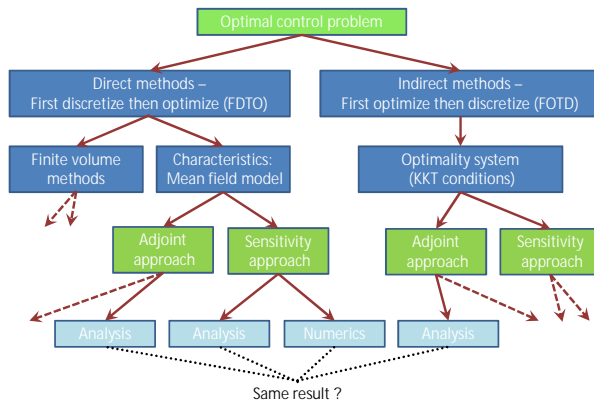 Optimal control problem
Direct methods –
First discretize then optimize (FDTO)
Indirect methods –
First optimize then discretize (FOTD)
Finite volume
methods
Characteristics:
Mean field model
Optimality system
(KKT conditions)
Adjoint
approach
Sensitivity
approach
Adjoint
approach
Sensitivity
approach
Analysis
Analysis
Numerics
Analysis
Same result ?